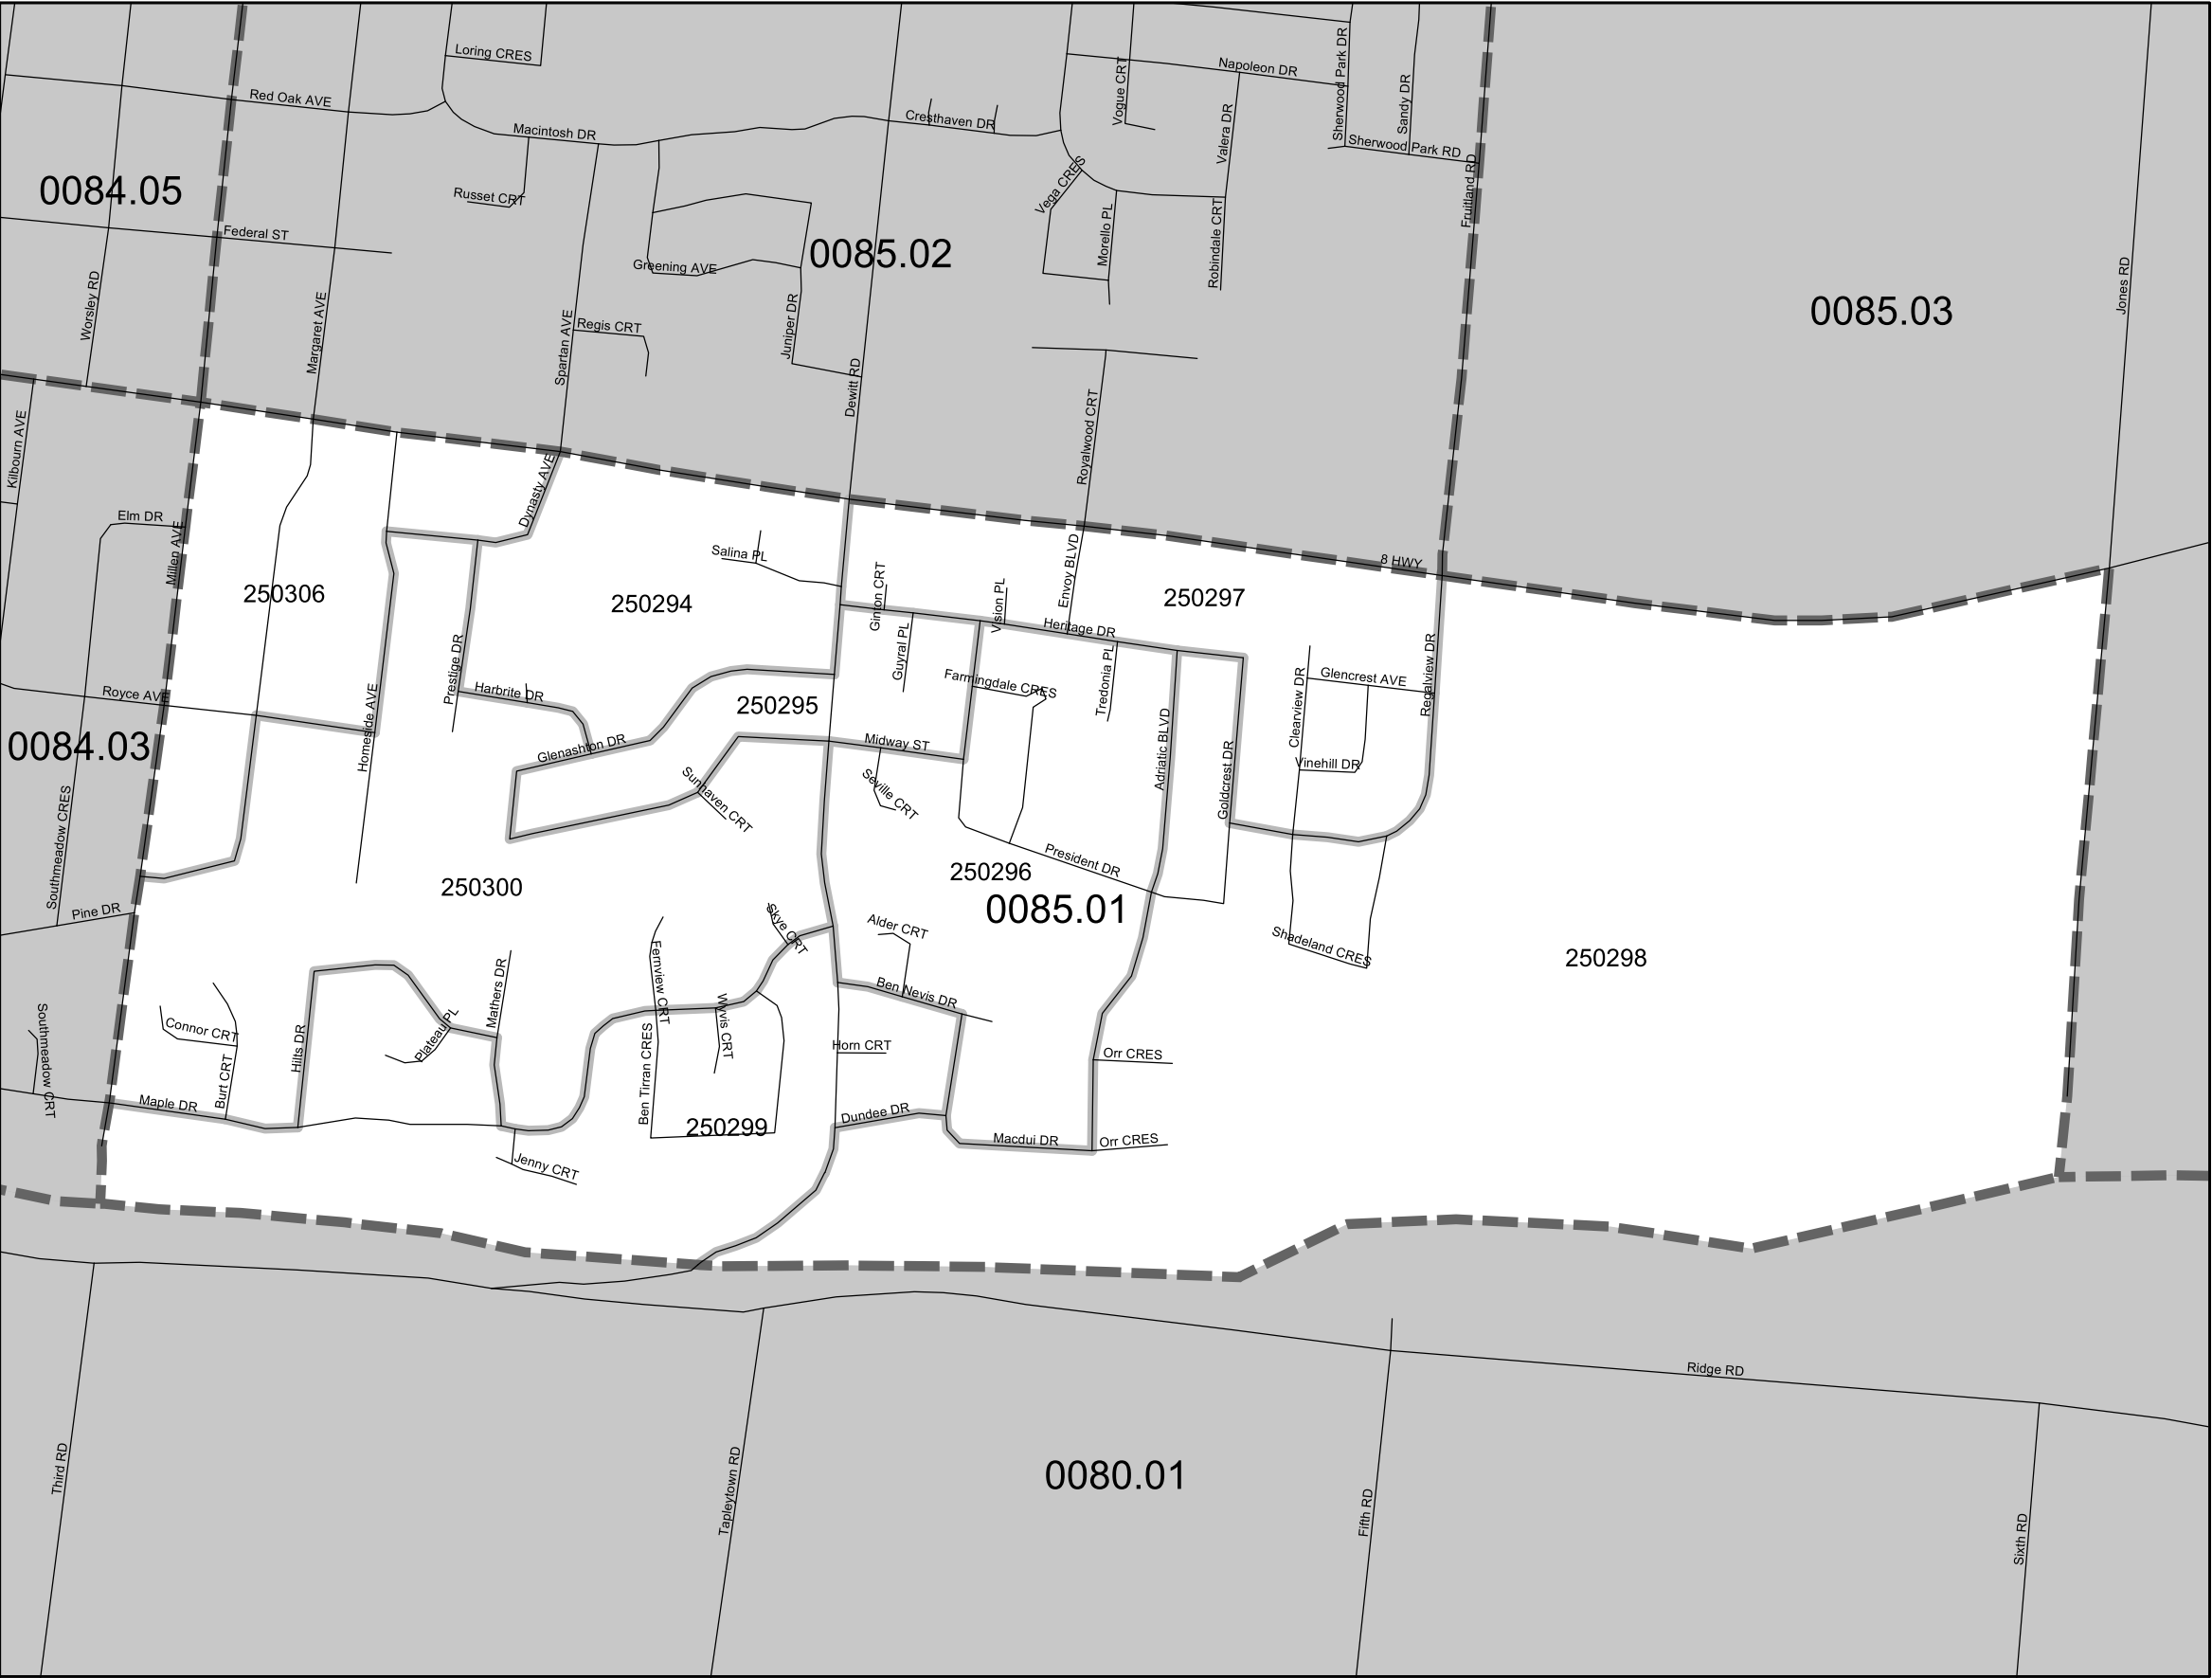 Loring CRES
Napoleon DR
Sherwood Park DR
Vogue CRT
Sandy DR
Red Oak AVE
Macintosh DR
Cresthaven DR
Valera DR
Sherwood Park RD
0084.05
Russet CRT
Vega CRES
Fruitland RD
Federal ST
0085.02
Morello PL
Robindale CRT
Greening AVE
Worsley RD
Margaret AVE
Spartan AVE
Regis CRT
Juniper DR
0085.03
Jones RD
Dewitt RD
Royalwood CRT
Kilbourn AVE
Dynasty AVE
Elm DR
Millen AVE
Salina PL
8 HWY
250306
250294
Ginton CRT
Vision PL
Envoy BLVD
250297
Heritage DR
Guyral PL
Prestige DR
Harbrite DR
Farmingdale CRES
Tredonia PL
Clearview DR
Glencrest AVE
Regalview DR
Royce AVE
Homeside AVE
250295
0084.03
Glenashton DR
Midway ST
Adriatic BLVD
Goldcrest DR
Vinehill DR
Sunhaven CRT
Seville CRT
Southmeadow CRES
250300
250296
President DR
0085.01
Pine DR
Skye CRT
Alder CRT
Shadeland CRES
250298
Mathers DR
Fernview CRT
Ben Nevis DR
Southmeadow CRT
Connor CRT
Burt CRT
Hilts DR
Plateau PL
Wyvis CRT
Ben Tirran CRES
Horn CRT
Orr CRES
Maple DR
250299
Dundee DR
Macdui DR
Orr CRES
Jenny CRT
Ridge RD
Third RD
Tapleytown RD
0080.01
Fifth RD
Sixth RD